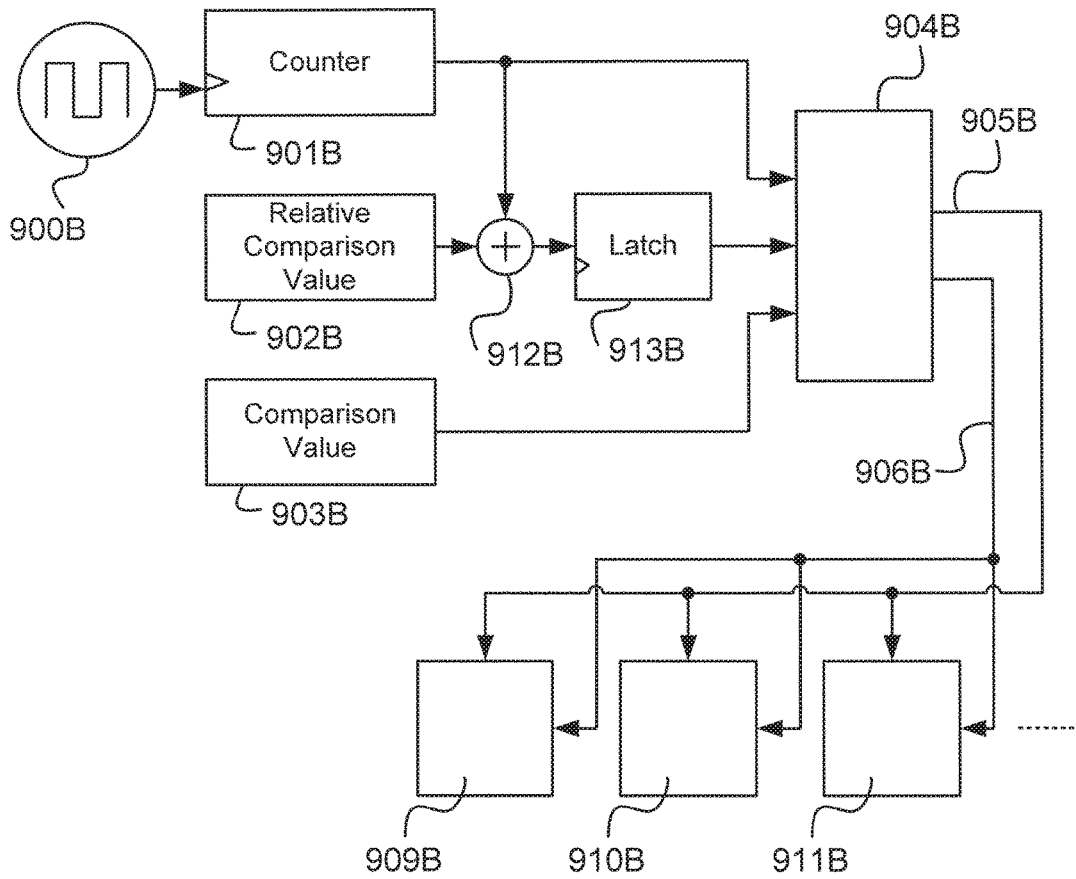 904B
Counter
905B
901B
900B
Relative
Comparison
Value
+
Latch
902B
912B
913B
Comparison
Value
906B
903B
909B
910B
911B